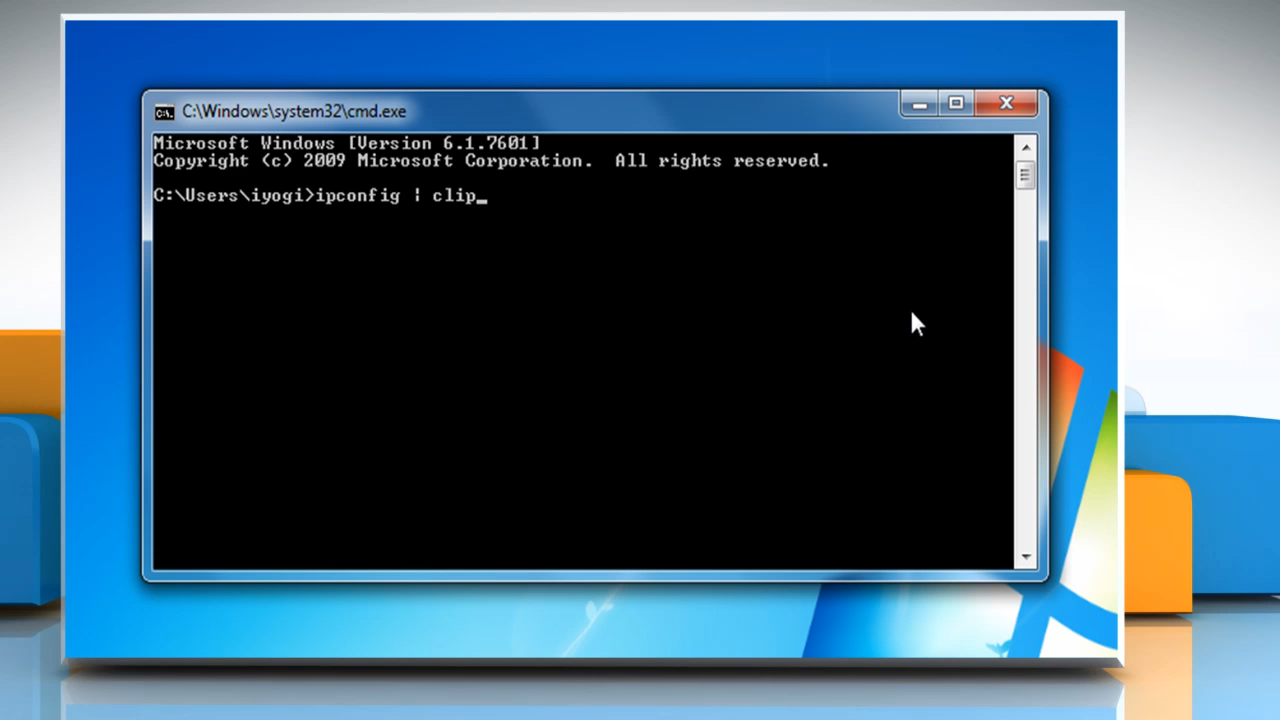 C:\Windows\system32\cmd.exe
Microsoft Windows [Version 6.1.7601]
Copyright (c) 2009 Microsoft Corporation.  All rights reserved.
C:\Users\iyogi>ipconfig | clip_